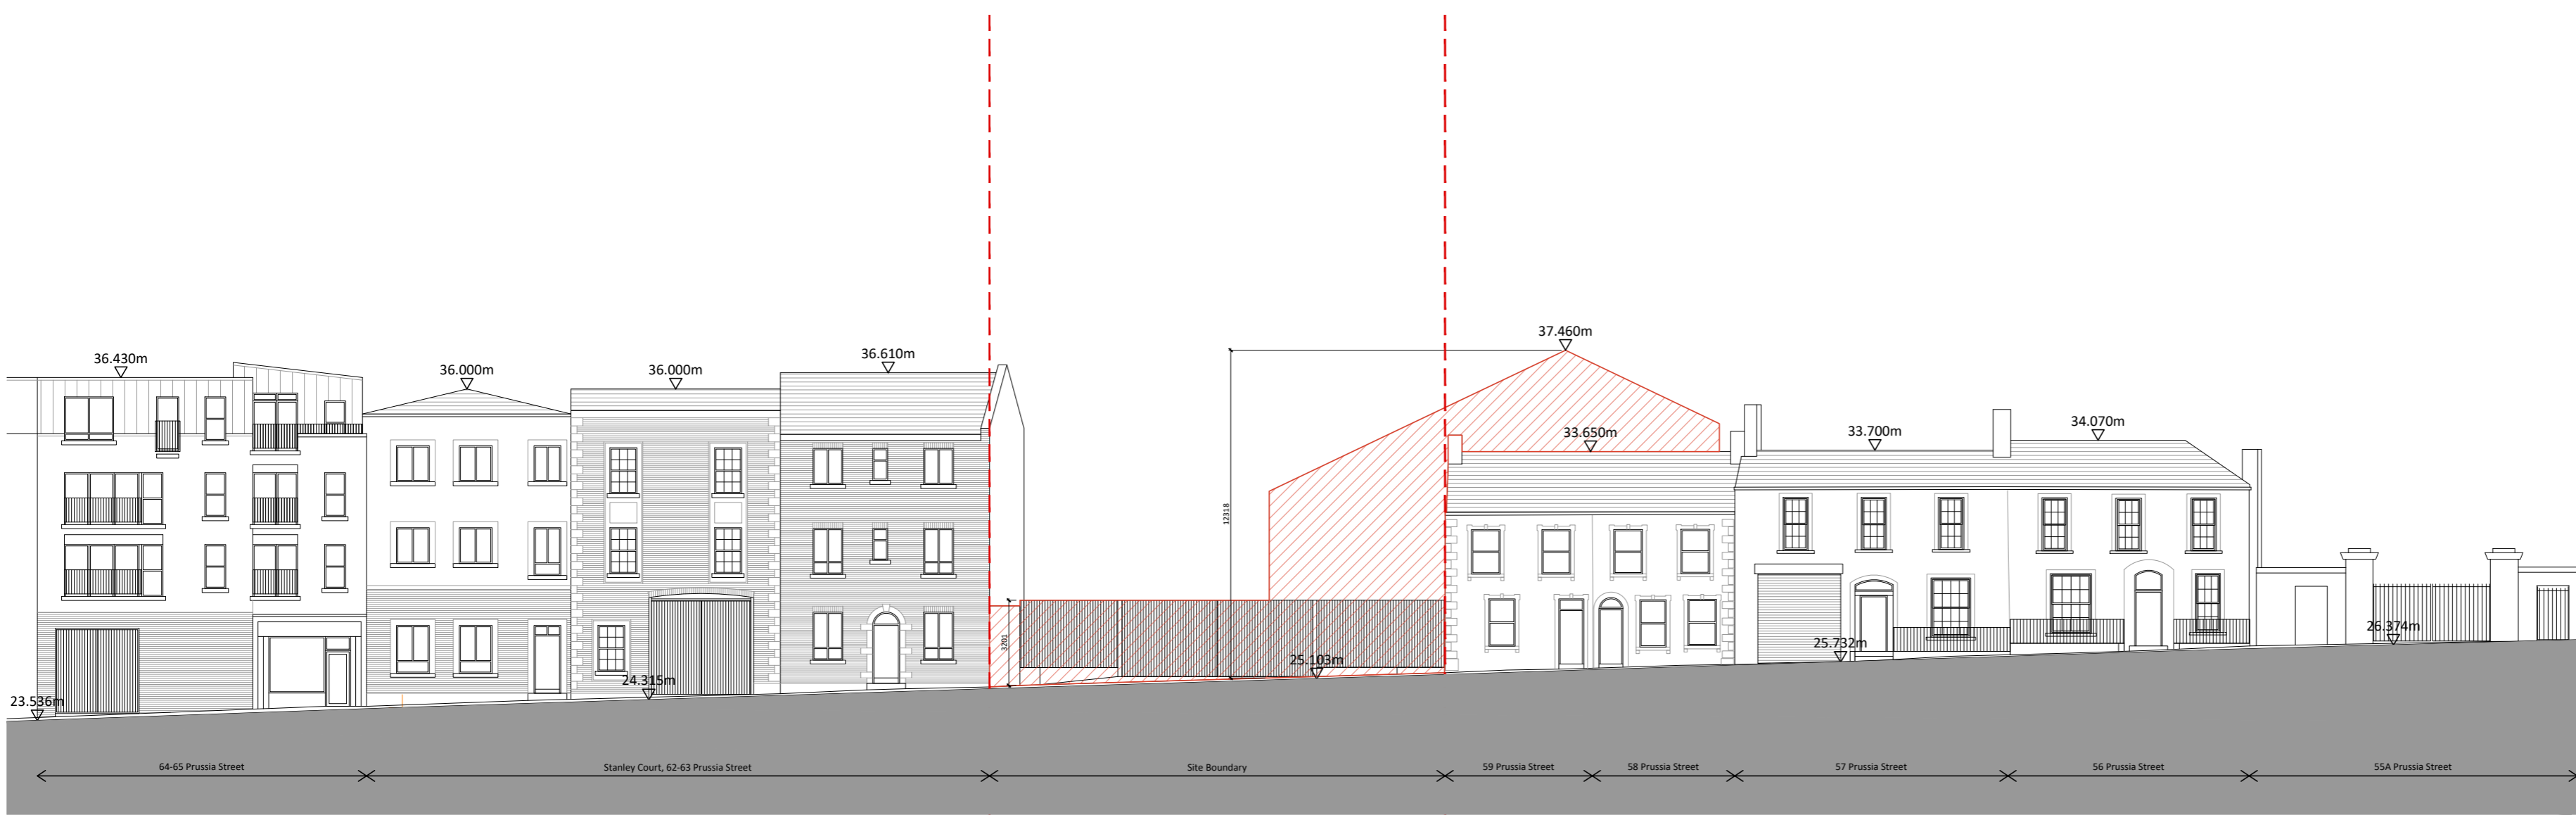 36.430m
36.000m
36.000m
36.610m
37.460m
33.650m
33.700m
34.070m
12318
3201
23.536m
24.315m
25.103m
25.732m
26.374m
64-65 Prussia Street
Stanley Court, 62-63 Prussia Street
Site Boundary
59 Prussia Street
58 Prussia Street
57 Prussia Street
56 Prussia Street
55A Prussia Street